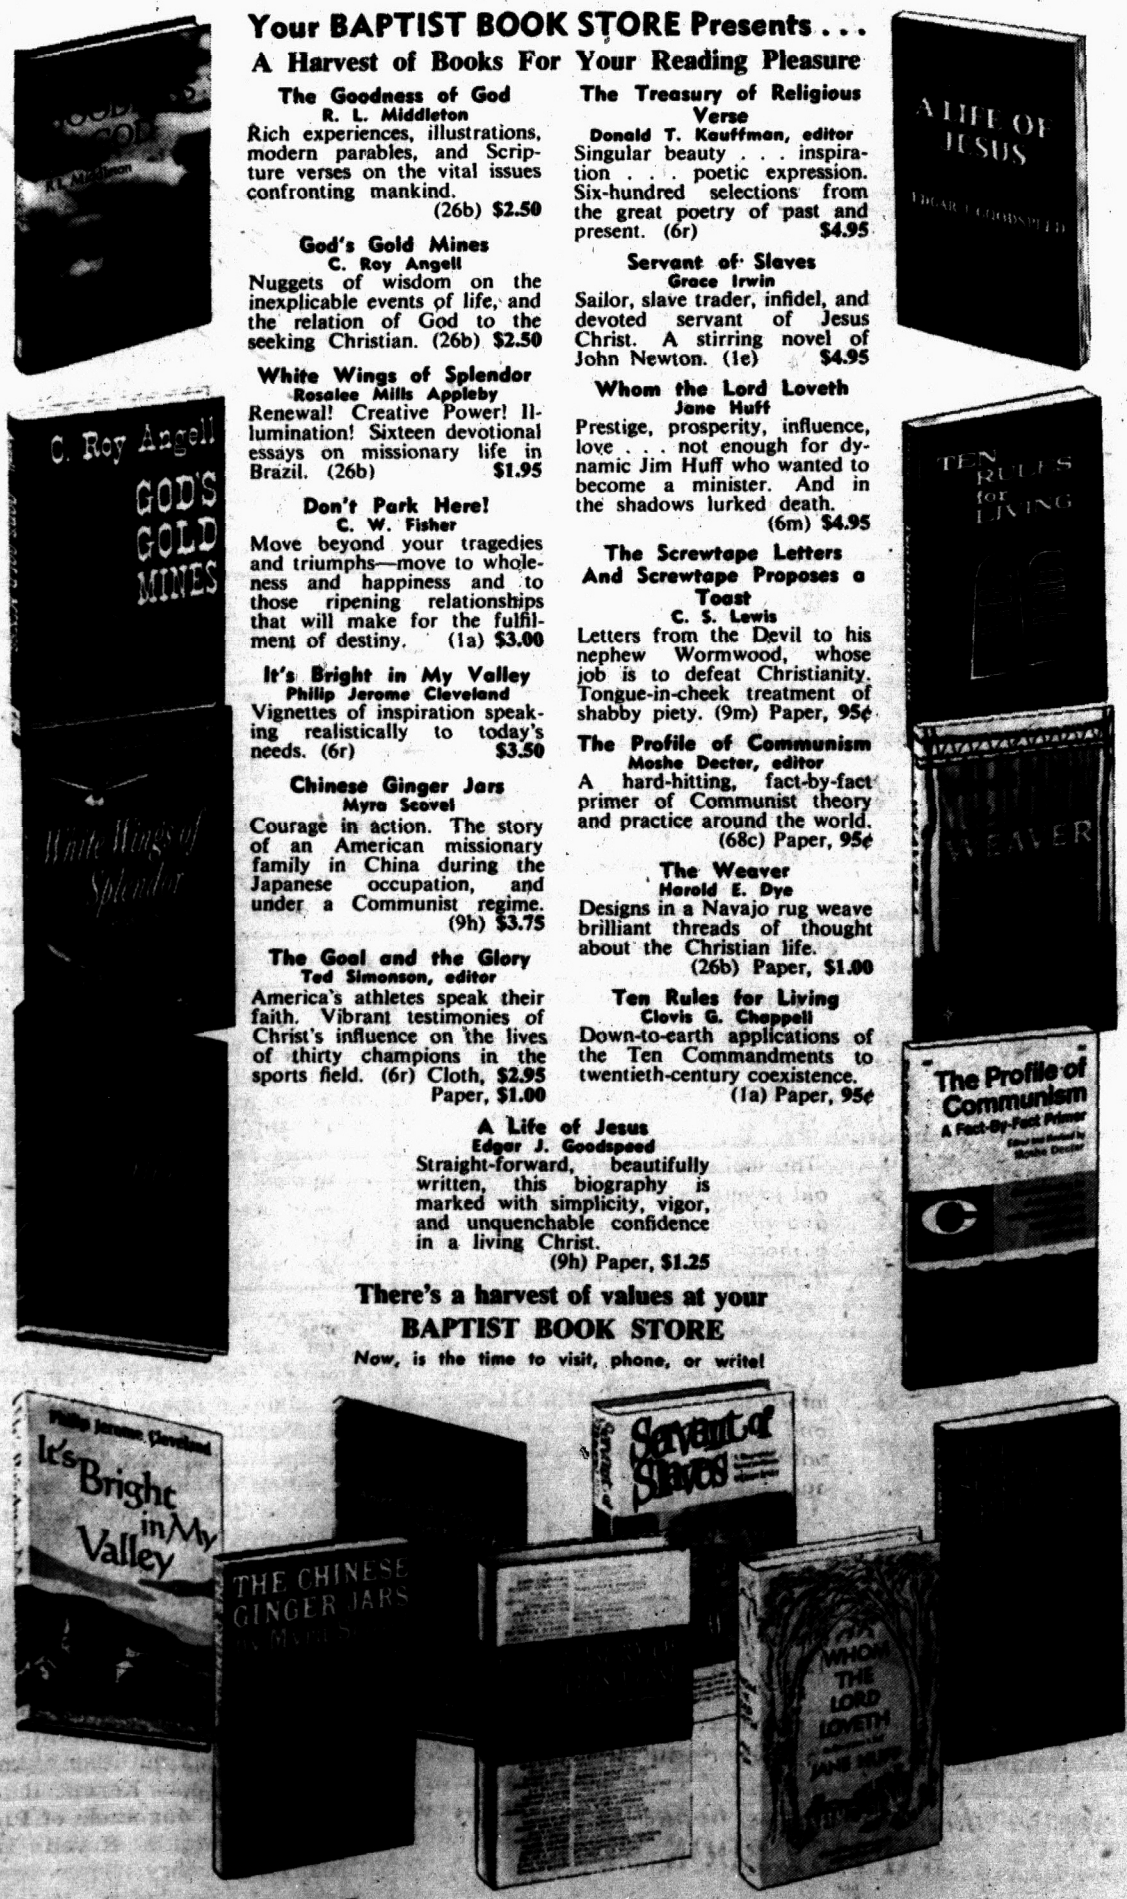 Your BAPTIST BOOK STORE Presents . . .
A Harvest of Books For Your Reading Pleasure
The Goodness of God
R. L. Middleton
Rich experiences, illustrations,
modern parables, and Scrip-
ture verses on the vital issues
confronting mankind.
(26b) $2.50
God's Gold Mines
C. Roy Angell
Nuggets of wisdom on the
inexplicable events of life, and
the relation of God to the
seeking Christian. (26b) $2.50
White Wings of Splendor
Rosalee Mills Appleby
Renewal! Creative Power! Il-
lumination! Sixteen devotional
essays on missionary life in
Brazil. (26b) $1.95
Don't Park Here!
C. W. Fisher
Move beyond your tragedies
and triumphs—move to whole-
ness and happiness and to
those ripening relationships
that will make for the fulfil-
ment of destiny. (1a) $3.00
It's Bright in My Valley
Philip Jerome Cleveland
Vignettes of inspiration speak-
ing realistically to today's
needs. (6r) $3.50
Chinese Ginger Jars
Myra Scovel
Courage in action. The story
of an American missionary
family in China during the
Japanese occupation, and
under a Communist regime.
(9h) $3.75
The Goal and the Glory
Ted Simonson, editor
America's athletes speak their
faith. Vibrant testimonies of
Christ's influence on the lives
of thirty champions in the
sports field. (6r) Cloth, $2.95
Paper, $1.00
The Treasury of Religious
Verse
Donald T. Kauffman, editor
Singular beauty . . . inspira-
tion . . . poetic expression.
Six-hundred selections from
the great poetry of past and
present. (6r) $4.95
Servant of Slaves
Grace Irwin
Sailor, slave trader, infidel, and
devoted servant of Jesus
Christ. A stirring novel of
John Newton. (1e) $4.95
Whom the Lord Loveth
Jane Huff
Prestige, prosperity, influence,
love . . . not enough for dy-
namic Jim Huff who wanted to
become a minister. And in
the shadows lurked death.
(6m) $4.95
The Screwtape Letters
And Screwtape Proposes a
Toast
C. S. Lewis
Letters from the Devil to his
nephew Wormwood, whose
job is to defeat Christianity.
Tongue-in-cheek treatment of
shabby piety. (9m) Paper, 95¢
The Profile of Communism
Moshe Decter, editor
A hard-hitting, fact-by-fact
primer of Communist theory
and practice around the world.
(68c) Paper, 95¢
The Weaver
Harold E. Dye
Designs in a Navajo rug weave
brilliant threads of thought
about the Christian life.
(26b) Paper, $1.00
Ten Rules for Living
Clovis G. Chappell
Down-to-earth applications of
the Ten Commandments to
twentieth-century coexistence.
(1a) Paper, 95¢
A Life of Jesus
Edgar J. Goodspeed
Straight-forward, beautifully
written, this biography is
marked with simplicity, vigor,
and unquenchable confidence
in a living Christ.
(9h) Paper, $1.25
There's a harvest of values at your
BAPTIST BOOK STORE
Now, is the time to visit, phone, or write!
R. L. Middleton
C. Roy Angell
GOD'S
GOLD
MINES
White Wings of
Splendor
A LIFE OF
JESUS
EDGAR J. GOODSPEED
TEN
RULES
for
LIVING
WEAVER
"The Profile of
Communism"
A Fact-By-Fact Primer
Moshe Decter
Philip Jerome Cleveland
It's
Bright
in My
Valley
THE CHINESE
GINGER JARS
Servant of
Slaves
WHOM
THE
LORD
LOVETH
JANE HUFF